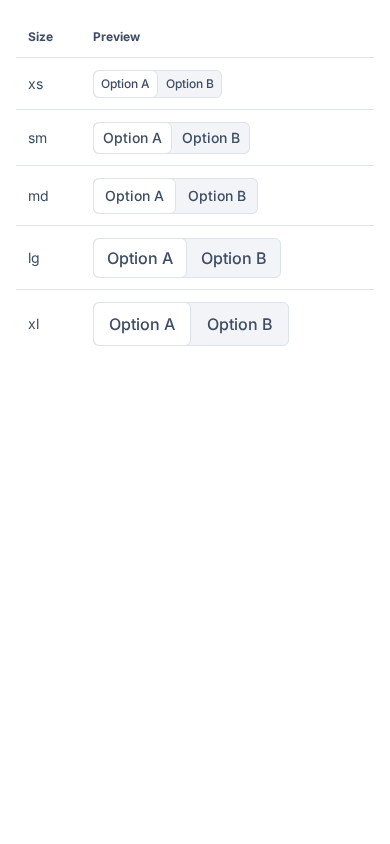 Size Preview
xs Option A Option B
sm Option A Option B
md Option A Option B
lg Option A Option B
xl Option A Option B